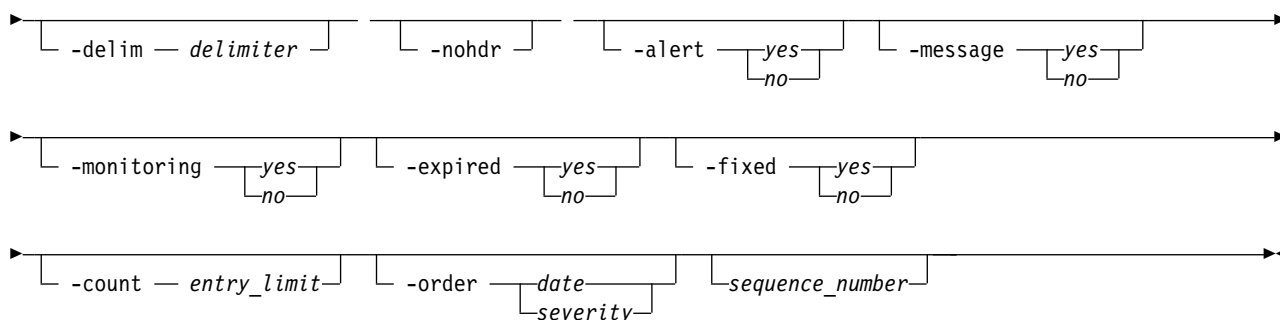 -delim delimiter -nohdr -alert yes -message yes
no no
-monitoring yes -expired yes -fixed yes
no no no
-count entry_limit -order date sequence_number
severity